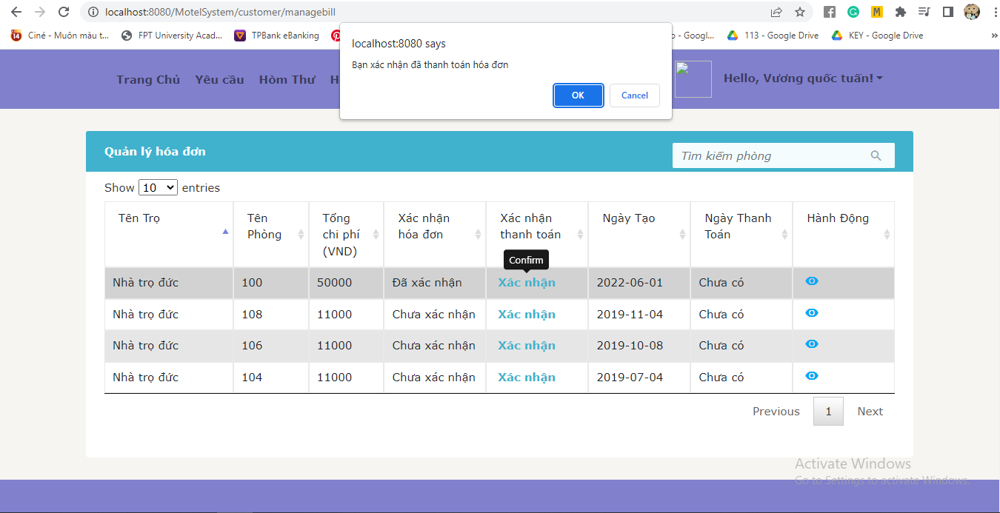 localhost:8080/MotelSystem/customer/managebill
M
14 Ciné - Muôn màu t... FPT University Acad... TPBank eBanking o - Googl... 113 - Google Drive KEY - Google Drive »
localhost:8080 says
Bạn xác nhận đã thanh toán hóa đơn
OK Cancel
Trang Chủ Yêu cầu Hòm Thư H Hello, Vương quốc tuấn!
Quản lý hóa đơn Tìm kiếm phòng
Show 10 entries
Tên Trọ Tên Tổng Xác nhận Xác nhận Ngày Tạo Ngày Thanh Hành Động
Phòng chi phí hóa đơn thanh toán Toán
(VND)
Confirm
Nhà trọ đức 100 50000 Đã xác nhận Xác nhận 2022-06-01 Chưa có
Nhà trọ đức 108 11000 Chưa xác nhận Xác nhận 2019-11-04 Chưa có
Nhà trọ đức 106 11000 Chưa xác nhận Xác nhận 2019-10-08 Chưa có
Nhà trọ đức 104 11000 Chưa xác nhận Xác nhận 2019-07-04 Chưa có
Previous 1 Next
Activate Windows
Go to Settings to activate Windows.